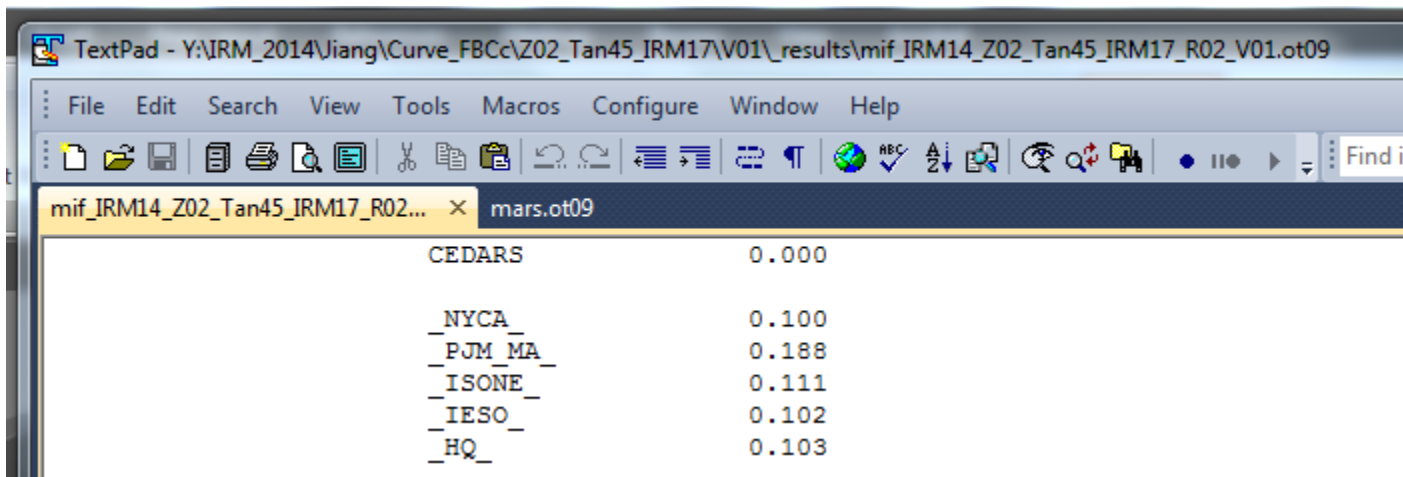 TextPad - Y:\IRM_2014\Jiang\Curve_FBCc\Z02_Tan45_IRM17\V01\_results\mif_IRM14_Z02_Tan45_IRM17_R02_V01.ot09
File Edit Search View Tools Macros Configure Window Help
Find i
mif_IRM14_Z02_Tan45_IRM17_R02... mars.ot09
CEDARS 0.000
_NYCA_ 0.100
_PJM_MA_ 0.188
_ISONE_ 0.111
_IESO_ 0.102
_HQ_ 0.103